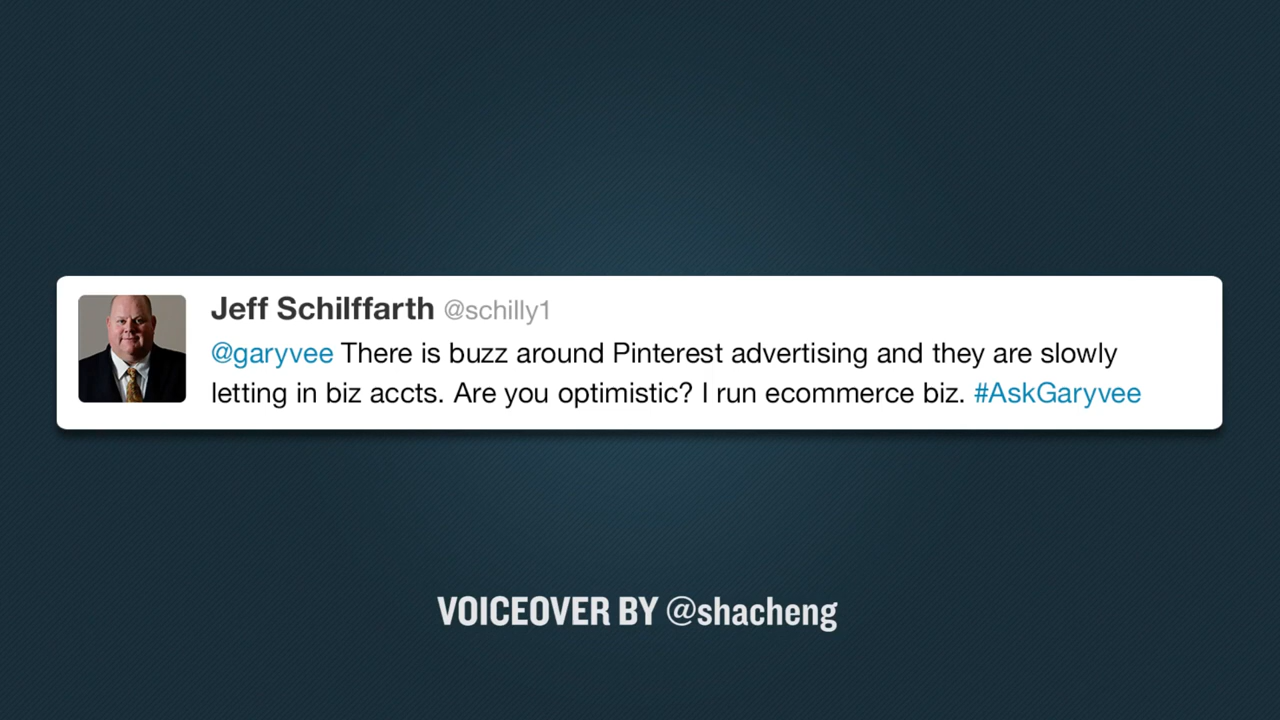 Jeff Schilffarth @schilly1
@garyvee There is buzz around Pinterest advertising and they are slowly
letting in biz accts. Are you optimistic? I run ecommerce biz. #AskGaryvee
VOICEOVER BY @shacheng